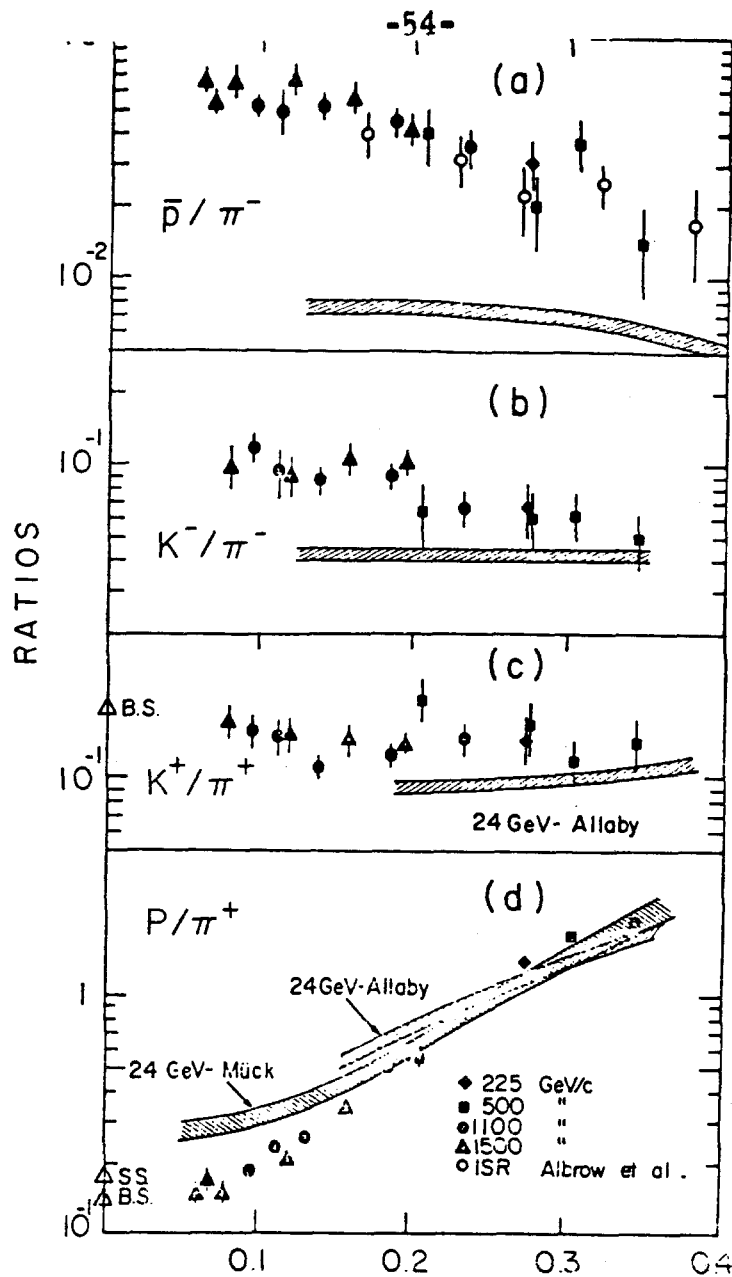 -54-
(a)
p̄/π⁻
10⁻²
(b)
10⁻¹
K⁻/π⁻
RATIOS
(c)
B.S.
10⁻¹
K⁺/π⁺
24 GeV- Allaby
(d)
P/π⁺
24GeV-Allaby
1
24 GeV- Mück
225 GeV/c
500 "
1100 "
1500 "
ISR Albrow et al.
S.S.
B.S.
10⁻¹
0.1 0.2 0.3 0.4